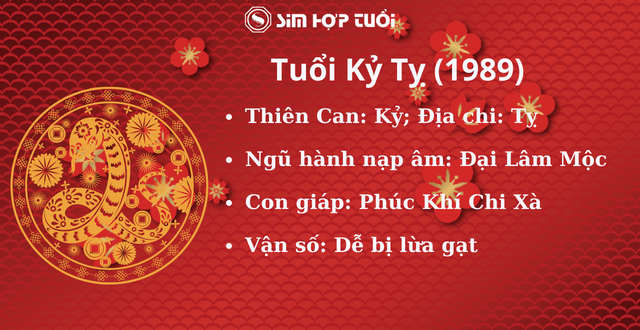 SIM HỢP TUỔI
Tuổi Kỷ Tỵ (1989)
• Thiên Can: Kỷ; Địa chi: Tỵ
• Ngũ hành nạp âm: Đại Lâm Mộc
• Con giáp: Phúc Khí Chi Xà
• Vận số: Dễ bị lừa gạt